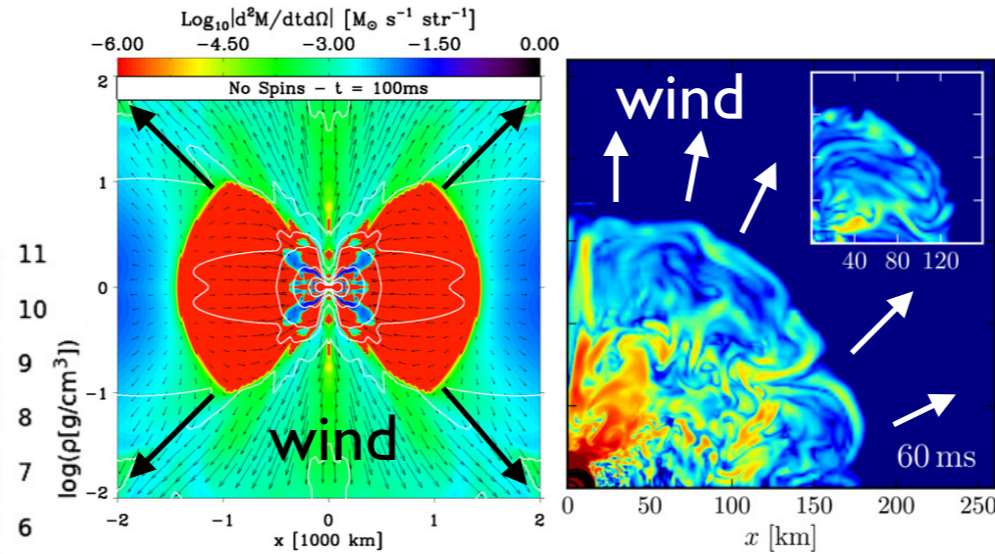 Log₁₀|d²M/dtdΩ| [M☉ s⁻¹ str⁻¹]
−6.00 −4.50 −3.00 −1.50 0.00
No Spins − t = 100ms
2
1
0
−1
−2
wind
−2 −1 0 1 2
x [1000 km]
11
10
9
8
7
6
log(ρ[g/cm³])
wind
40 80 120
60 ms
0 50 100 150 200 250
x [km]